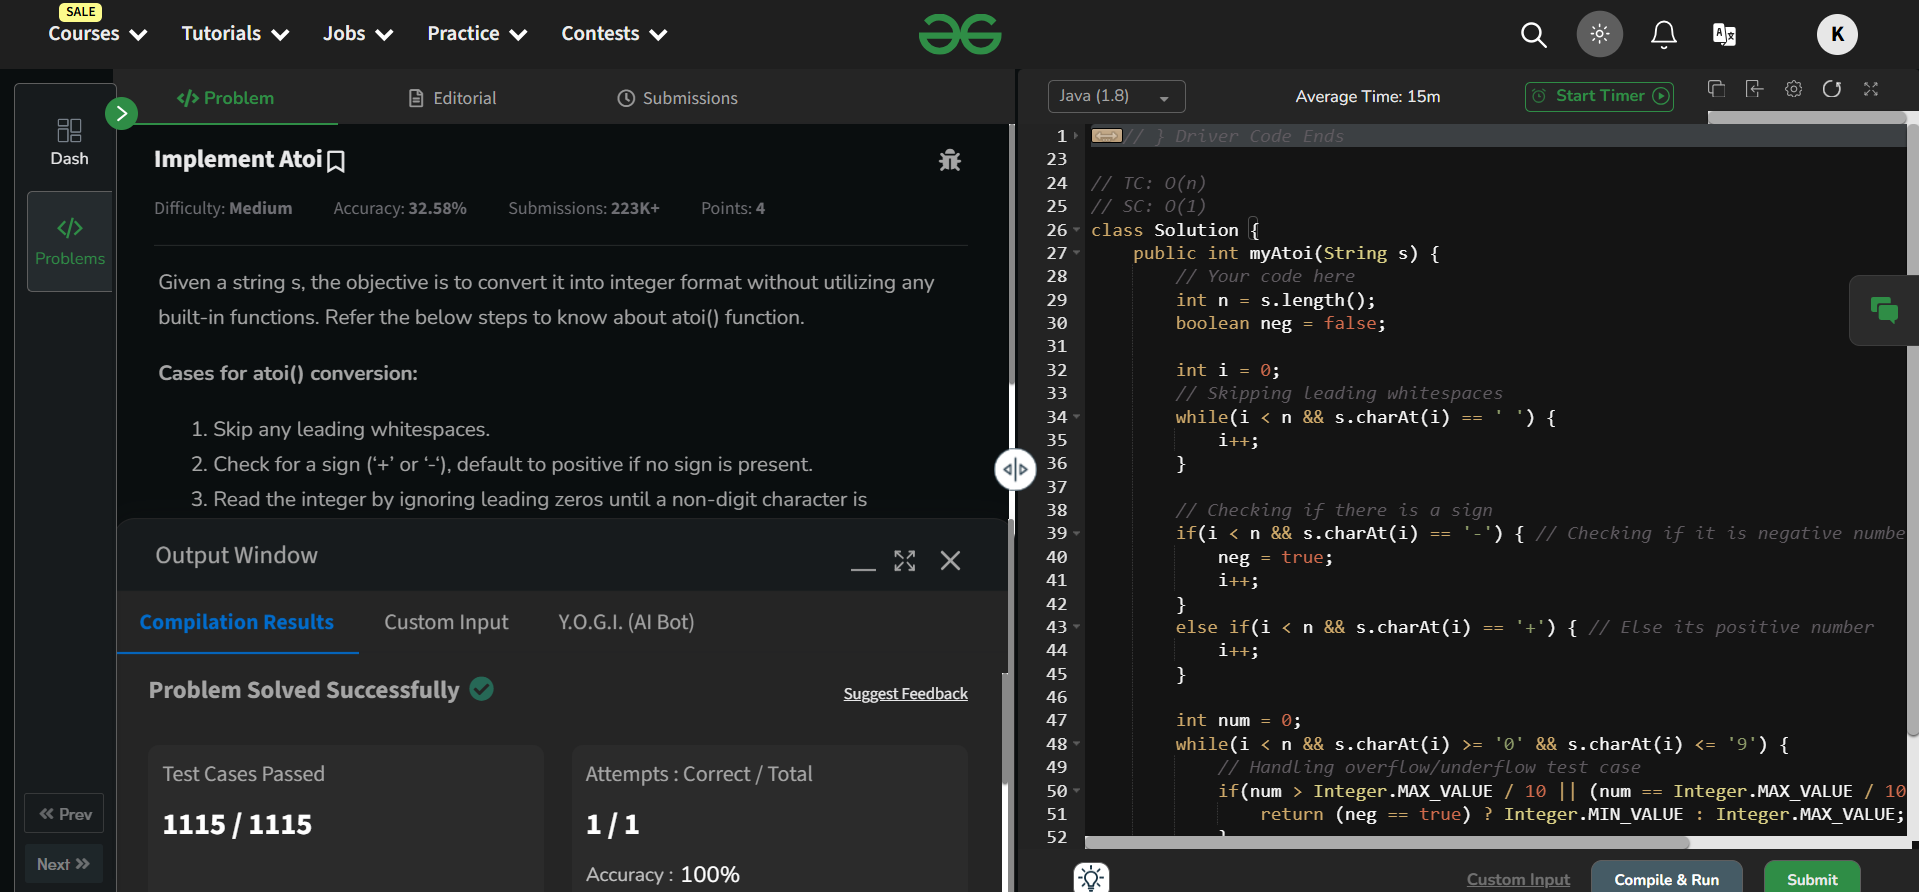 SALE
Courses Tutorials Jobs Practice Contests
K
Dash
Problems
Prev
Next
Problem Editorial Submissions
Implement Atoi
Difficulty: Medium Accuracy: 32.58% Submissions: 223K+ Points: 4
Given a string s, the objective is to convert it into integer format without utilizing any
built-in functions. Refer the below steps to know about atoi() function.
Cases for atoi() conversion:
1. Skip any leading whitespaces.
2. Check for a sign (‘+’ or ‘-‘), default to positive if no sign is present.
3. Read the integer by ignoring leading zeros until a non-digit character is
Output Window
Compilation Results Custom Input Y.O.G.I. (AI Bot)
Problem Solved Successfully
Suggest Feedback
Test Cases Passed
1115 / 1115
Attempts : Correct / Total
1 / 1
Accuracy : 100%
Java (1.8) Average Time: 15m Start Timer
1 // } Driver Code Ends
23
24 // TC: O(n)
25 // SC: O(1)
26 class Solution {
27 public int myAtoi(String s) {
28 // Your code here
29 int n = s.length();
30 boolean neg = false;
31
32 int i = 0;
33 // Skipping leading whitespaces
34 while(i < n && s.charAt(i) == ' ') {
35 i++;
36 }
37
38 // Checking if there is a sign
39 if(i < n && s.charAt(i) == '-') { // Checking if it is negative numbe
40 neg = true;
41 i++;
42 }
43 else if(i < n && s.charAt(i) == '+') { // Else its positive number
44 i++;
45 }
46
47 int num = 0;
48 while(i < n && s.charAt(i) >= '0' && s.charAt(i) <= '9') {
49 // Handling overflow/underflow test case
50 if(num > Integer.MAX_VALUE / 10 || (num == Integer.MAX_VALUE / 10
51 return (neg == true) ? Integer.MIN_VALUE : Integer.MAX_VALUE;
52 }
Custom Input Compile & Run Submit